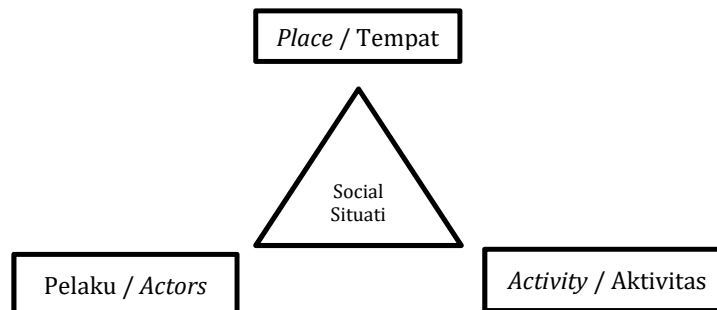 Place / Tempat
Social
Situati
Pelaku / Actors
Activity / Aktivitas